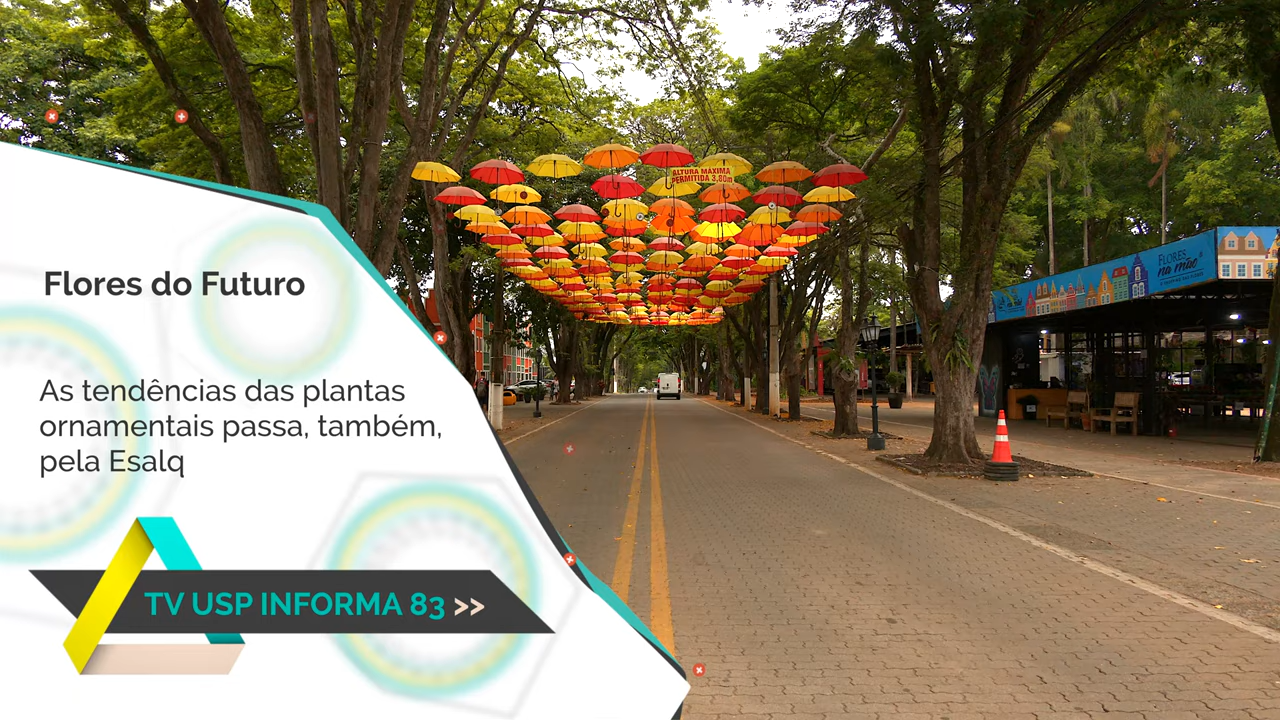 ALTURA MÁXIMA
PERMITIDA 3,80m
FLORES
na mão
Flores do Futuro
As tendências das plantas
ornamentais passa, também,
pela Esalq
TV USP INFORMA 83 >>